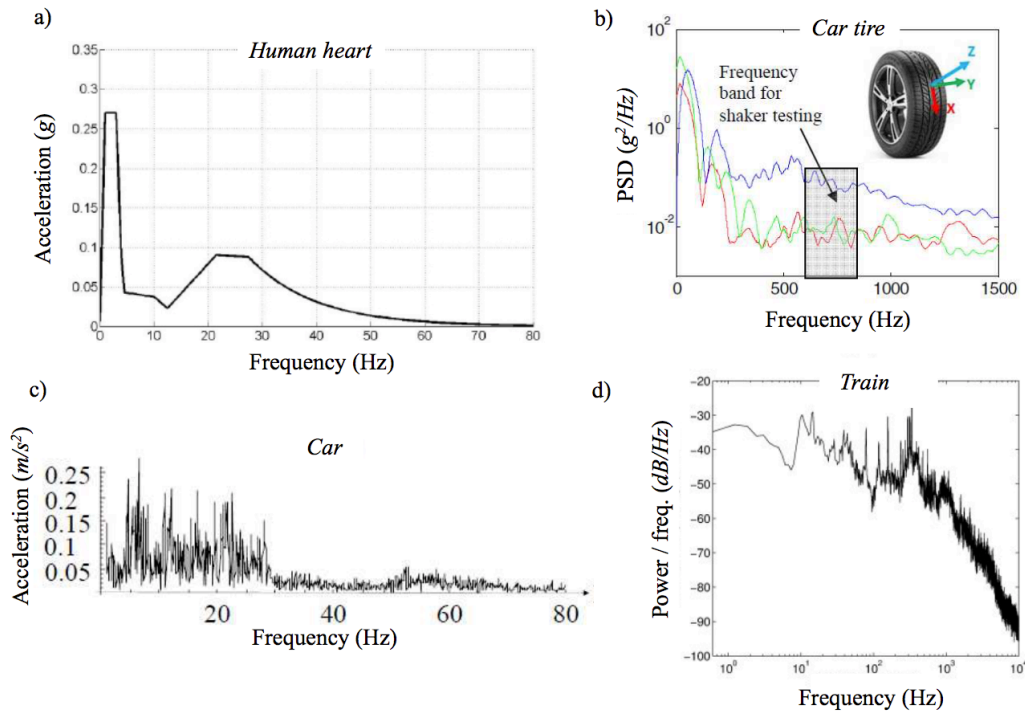 a)
Human heart
0.35
0.3
0.25
0.2
0.15
0.1
0.05
0
Acceleration (g)
0 10 20 30 40 50 60 70 80
Frequency (Hz)
b)
Car tire
10²
10⁰
10⁻²
PSD (g²/Hz)
Frequency
band for
shaker testing
Z
Y
X
0 500 1000 1500
Frequency (Hz)
c)
Car
0.25
0.2
0.15
0.1
0.05
Acceleration (m/s²)
20 40 60 80
Frequency (Hz)
d)
Train
−20
−30
−40
−50
−60
−70
−80
−90
−100
Power / freq. (dB/Hz)
10⁰ 10¹ 10² 10³ 10⁴
Frequency (Hz)